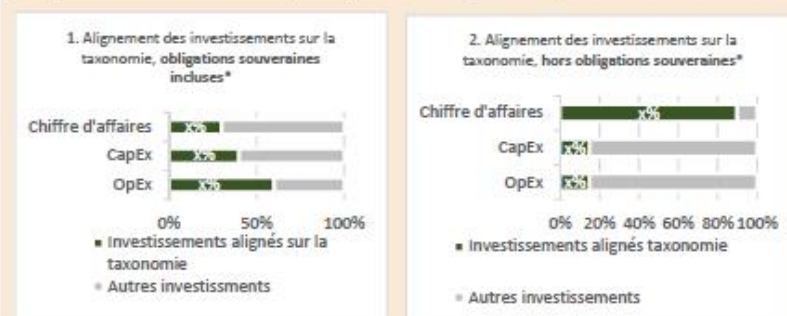 1. Alignement des investissements sur la
taxonomie, obligations souveraines
incluses*
Chiffre d'affaires
x%
CapEx
x%
OpEx
x%
0% 50% 100%
Investissements alignés sur la
taxonomie
Autres investissments
2. Alignement des investissements sur la
taxonomie, hors obligations souveraines*
Chiffre d'affaires
x%
CapEx
x%
OpEx
x%
0% 20% 40% 60% 80% 100%
Investissements alignés taxonomie
Autres investissements